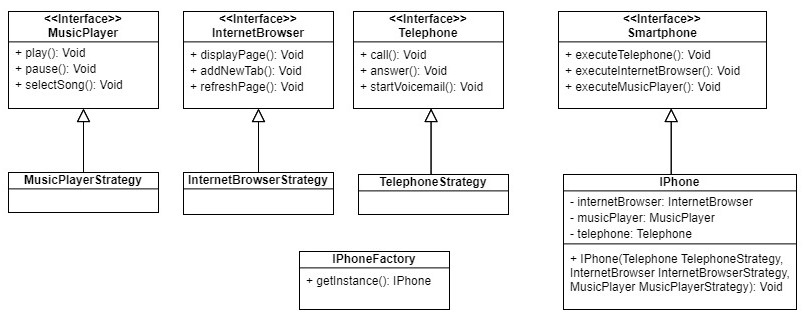 <<Interface>>
MusicPlayer
+ play(): Void
+ pause(): Void
+ selectSong(): Void
<<Interface>>
InternetBrowser
+ displayPage(): Void
+ addNewTab(): Void
+ refreshPage(): Void
<<Interface>>
Telephone
+ call(): Void
+ answer(): Void
+ startVoicemail(): Void
<<Interface>>
Smartphone
+ executeTelephone(): Void
+ executeInternetBrowser(): Void
+ executeMusicPlayer(): Void
MusicPlayerStrategy
InternetBrowserStrategy
TelephoneStrategy
IPhone
- internetBrowser: InternetBrowser
- musicPlayer: MusicPlayer
- telephone: Telephone
+ IPhone(Telephone TelephoneStrategy,
InternetBrowser InternetBrowserStrategy,
MusicPlayer MusicPlayerStrategy): Void
IPhoneFactory
+ getInstance(): IPhone